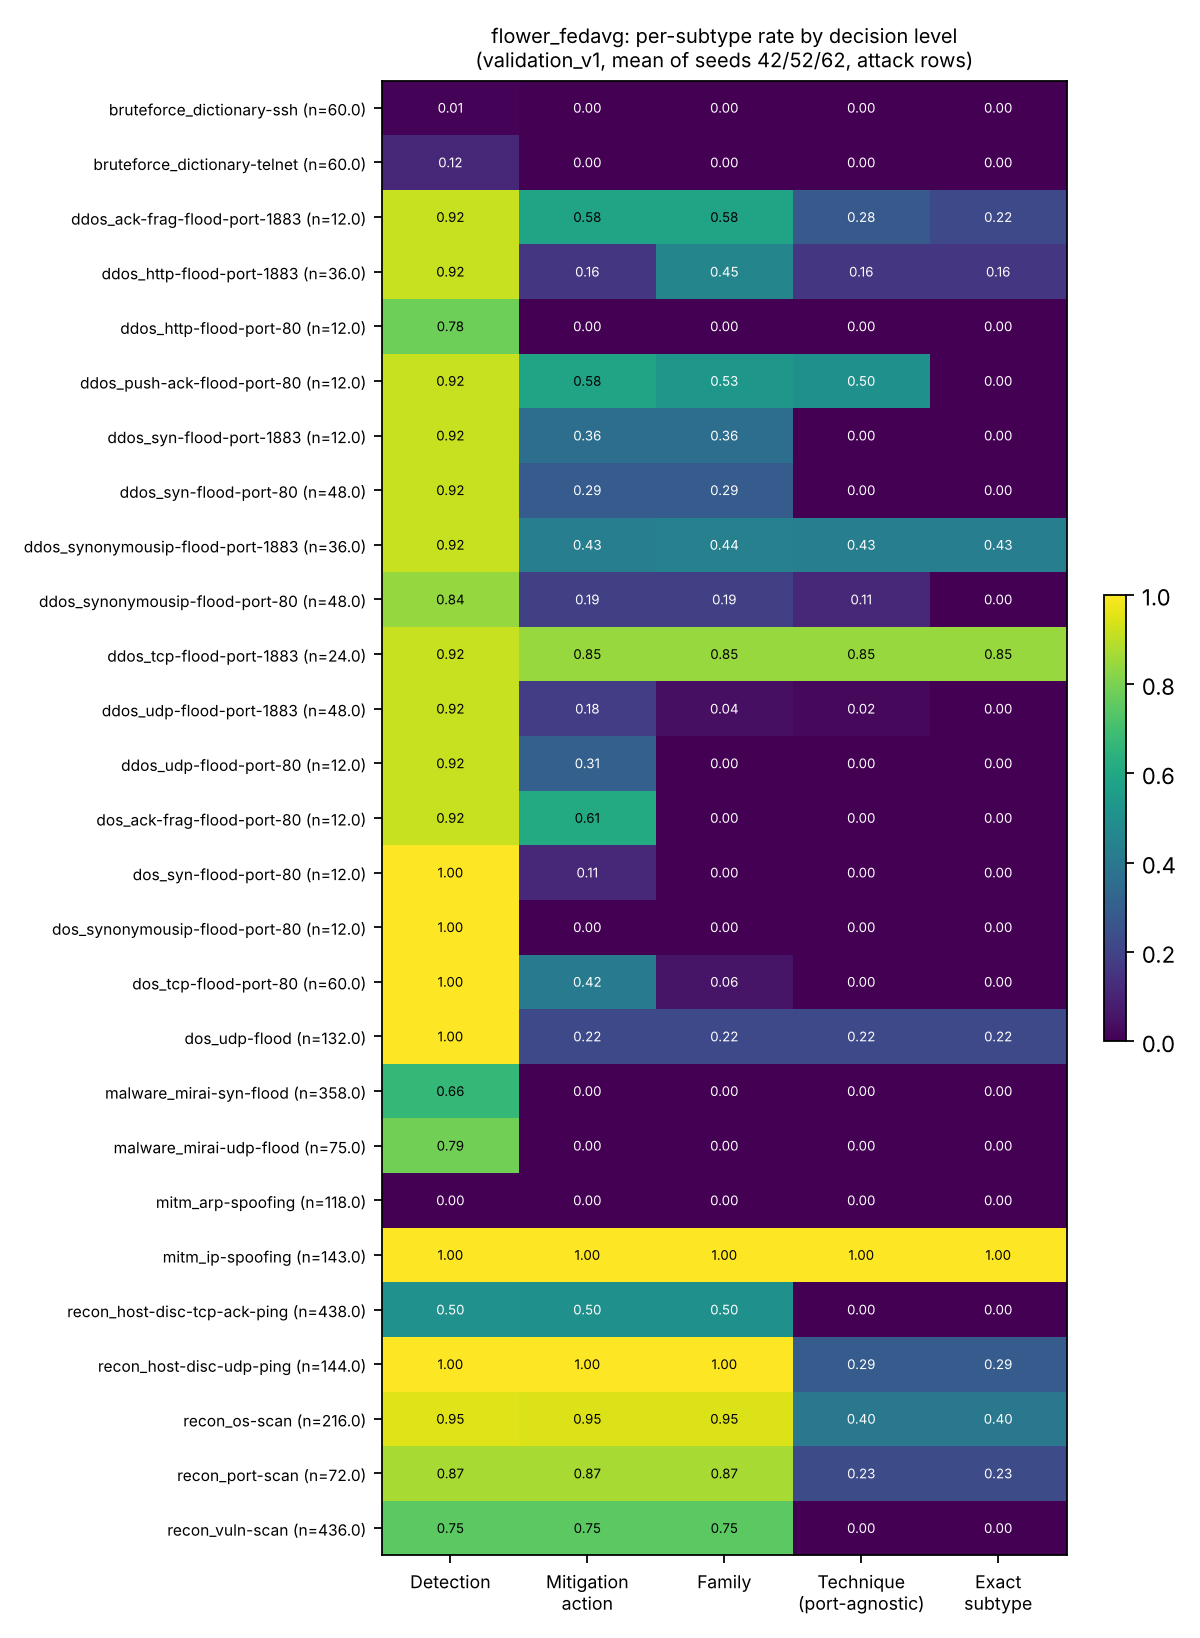 flower_fedavg: per-subtype rate by decision level
(validation_v1, mean of seeds 42/52/62, attack rows)
bruteforce_dictionary-ssh (n=60.0) 0.01 0.00 0.00 0.00 0.00
bruteforce_dictionary-telnet (n=60.0) 0.12 0.00 0.00 0.00 0.00
ddos_ack-frag-flood-port-1883 (n=12.0) 0.92 0.58 0.58 0.28 0.22
ddos_http-flood-port-1883 (n=36.0) 0.92 0.16 0.45 0.16 0.16
ddos_http-flood-port-80 (n=12.0) 0.78 0.00 0.00 0.00 0.00
ddos_push-ack-flood-port-80 (n=12.0) 0.92 0.58 0.53 0.50 0.00
ddos_syn-flood-port-1883 (n=12.0) 0.92 0.36 0.36 0.00 0.00
ddos_syn-flood-port-80 (n=48.0) 0.92 0.29 0.29 0.00 0.00
ddos_synonymousip-flood-port-1883 (n=36.0) 0.92 0.43 0.44 0.43 0.43
ddos_synonymousip-flood-port-80 (n=48.0) 0.84 0.19 0.19 0.11 0.00
ddos_tcp-flood-port-1883 (n=24.0) 0.92 0.85 0.85 0.85 0.85
ddos_udp-flood-port-1883 (n=48.0) 0.92 0.18 0.04 0.02 0.00
ddos_udp-flood-port-80 (n=12.0) 0.92 0.31 0.00 0.00 0.00
dos_ack-frag-flood-port-80 (n=12.0) 0.92 0.61 0.00 0.00 0.00
dos_syn-flood-port-80 (n=12.0) 1.00 0.11 0.00 0.00 0.00
dos_synonymousip-flood-port-80 (n=12.0) 1.00 0.00 0.00 0.00 0.00
dos_tcp-flood-port-80 (n=60.0) 1.00 0.42 0.06 0.00 0.00
dos_udp-flood (n=132.0) 1.00 0.22 0.22 0.22 0.22
malware_mirai-syn-flood (n=358.0) 0.66 0.00 0.00 0.00 0.00
malware_mirai-udp-flood (n=75.0) 0.79 0.00 0.00 0.00 0.00
mitm_arp-spoofing (n=118.0) 0.00 0.00 0.00 0.00 0.00
mitm_ip-spoofing (n=143.0) 1.00 1.00 1.00 1.00 1.00
recon_host-disc-tcp-ack-ping (n=438.0) 0.50 0.50 0.50 0.00 0.00
recon_host-disc-udp-ping (n=144.0) 1.00 1.00 1.00 0.29 0.29
recon_os-scan (n=216.0) 0.95 0.95 0.95 0.40 0.40
recon_port-scan (n=72.0) 0.87 0.87 0.87 0.23 0.23
recon_vuln-scan (n=436.0) 0.75 0.75 0.75 0.00 0.00
Detection Mitigation Family Technique Exact
action (port-agnostic) subtype
1.0
0.8
0.6
0.4
0.2
0.0